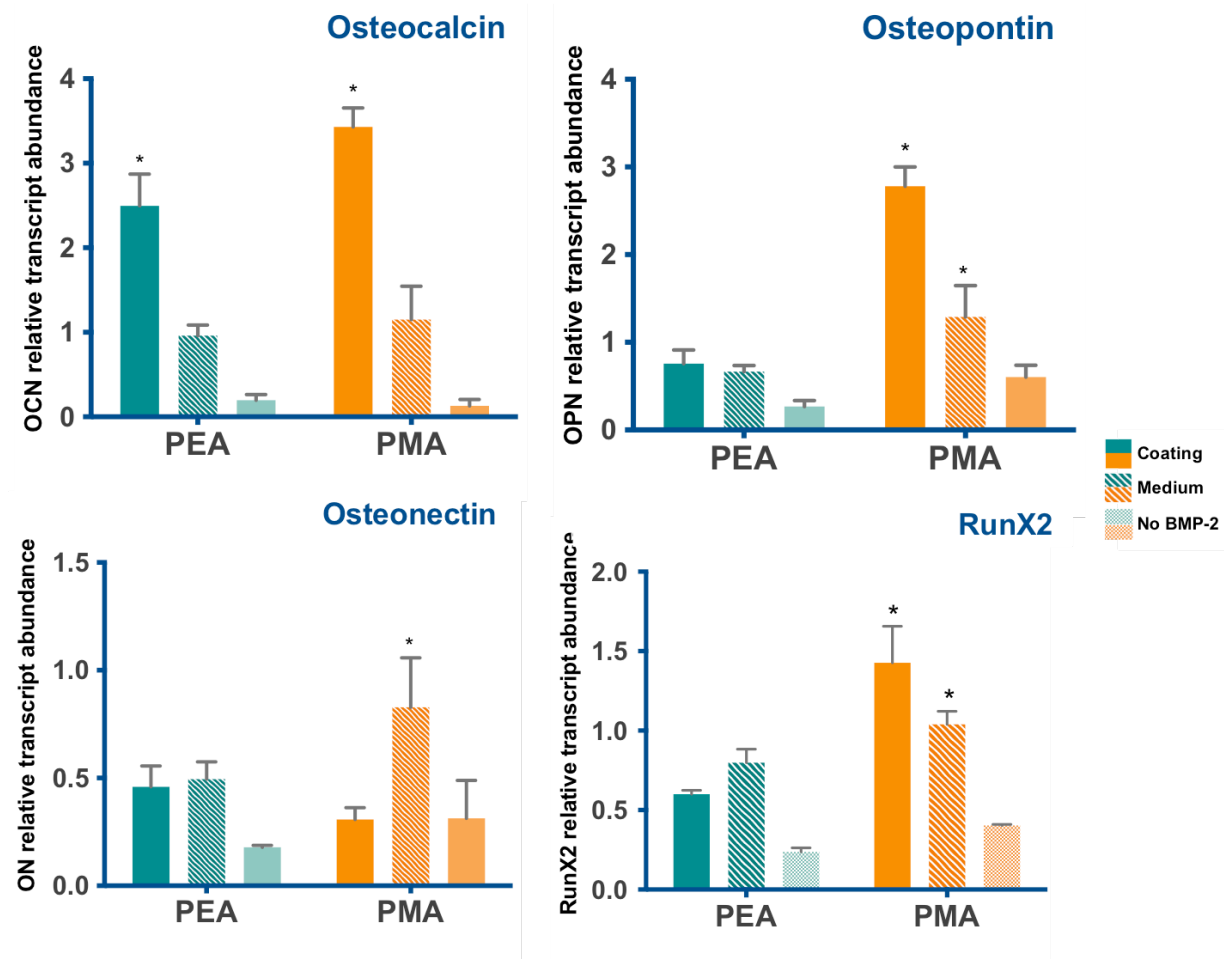 Osteocalcin
OCN relative transcript abundance
4
3
2
1
0
*
*
PEA
PMA
Osteopontin
OPN relative transcript abundance
4
3
2
1
0
*
*
PEA
PMA
Coating
Medium
No BMP-2
Osteonectin
ON relative transcript abundance
1.5
1.0
0.5
0.0
*
PEA
PMA
RunX2
RunX2 relative transcript abundance
2.0
1.5
1.0
0.5
0.0
*
*
PEA
PMA